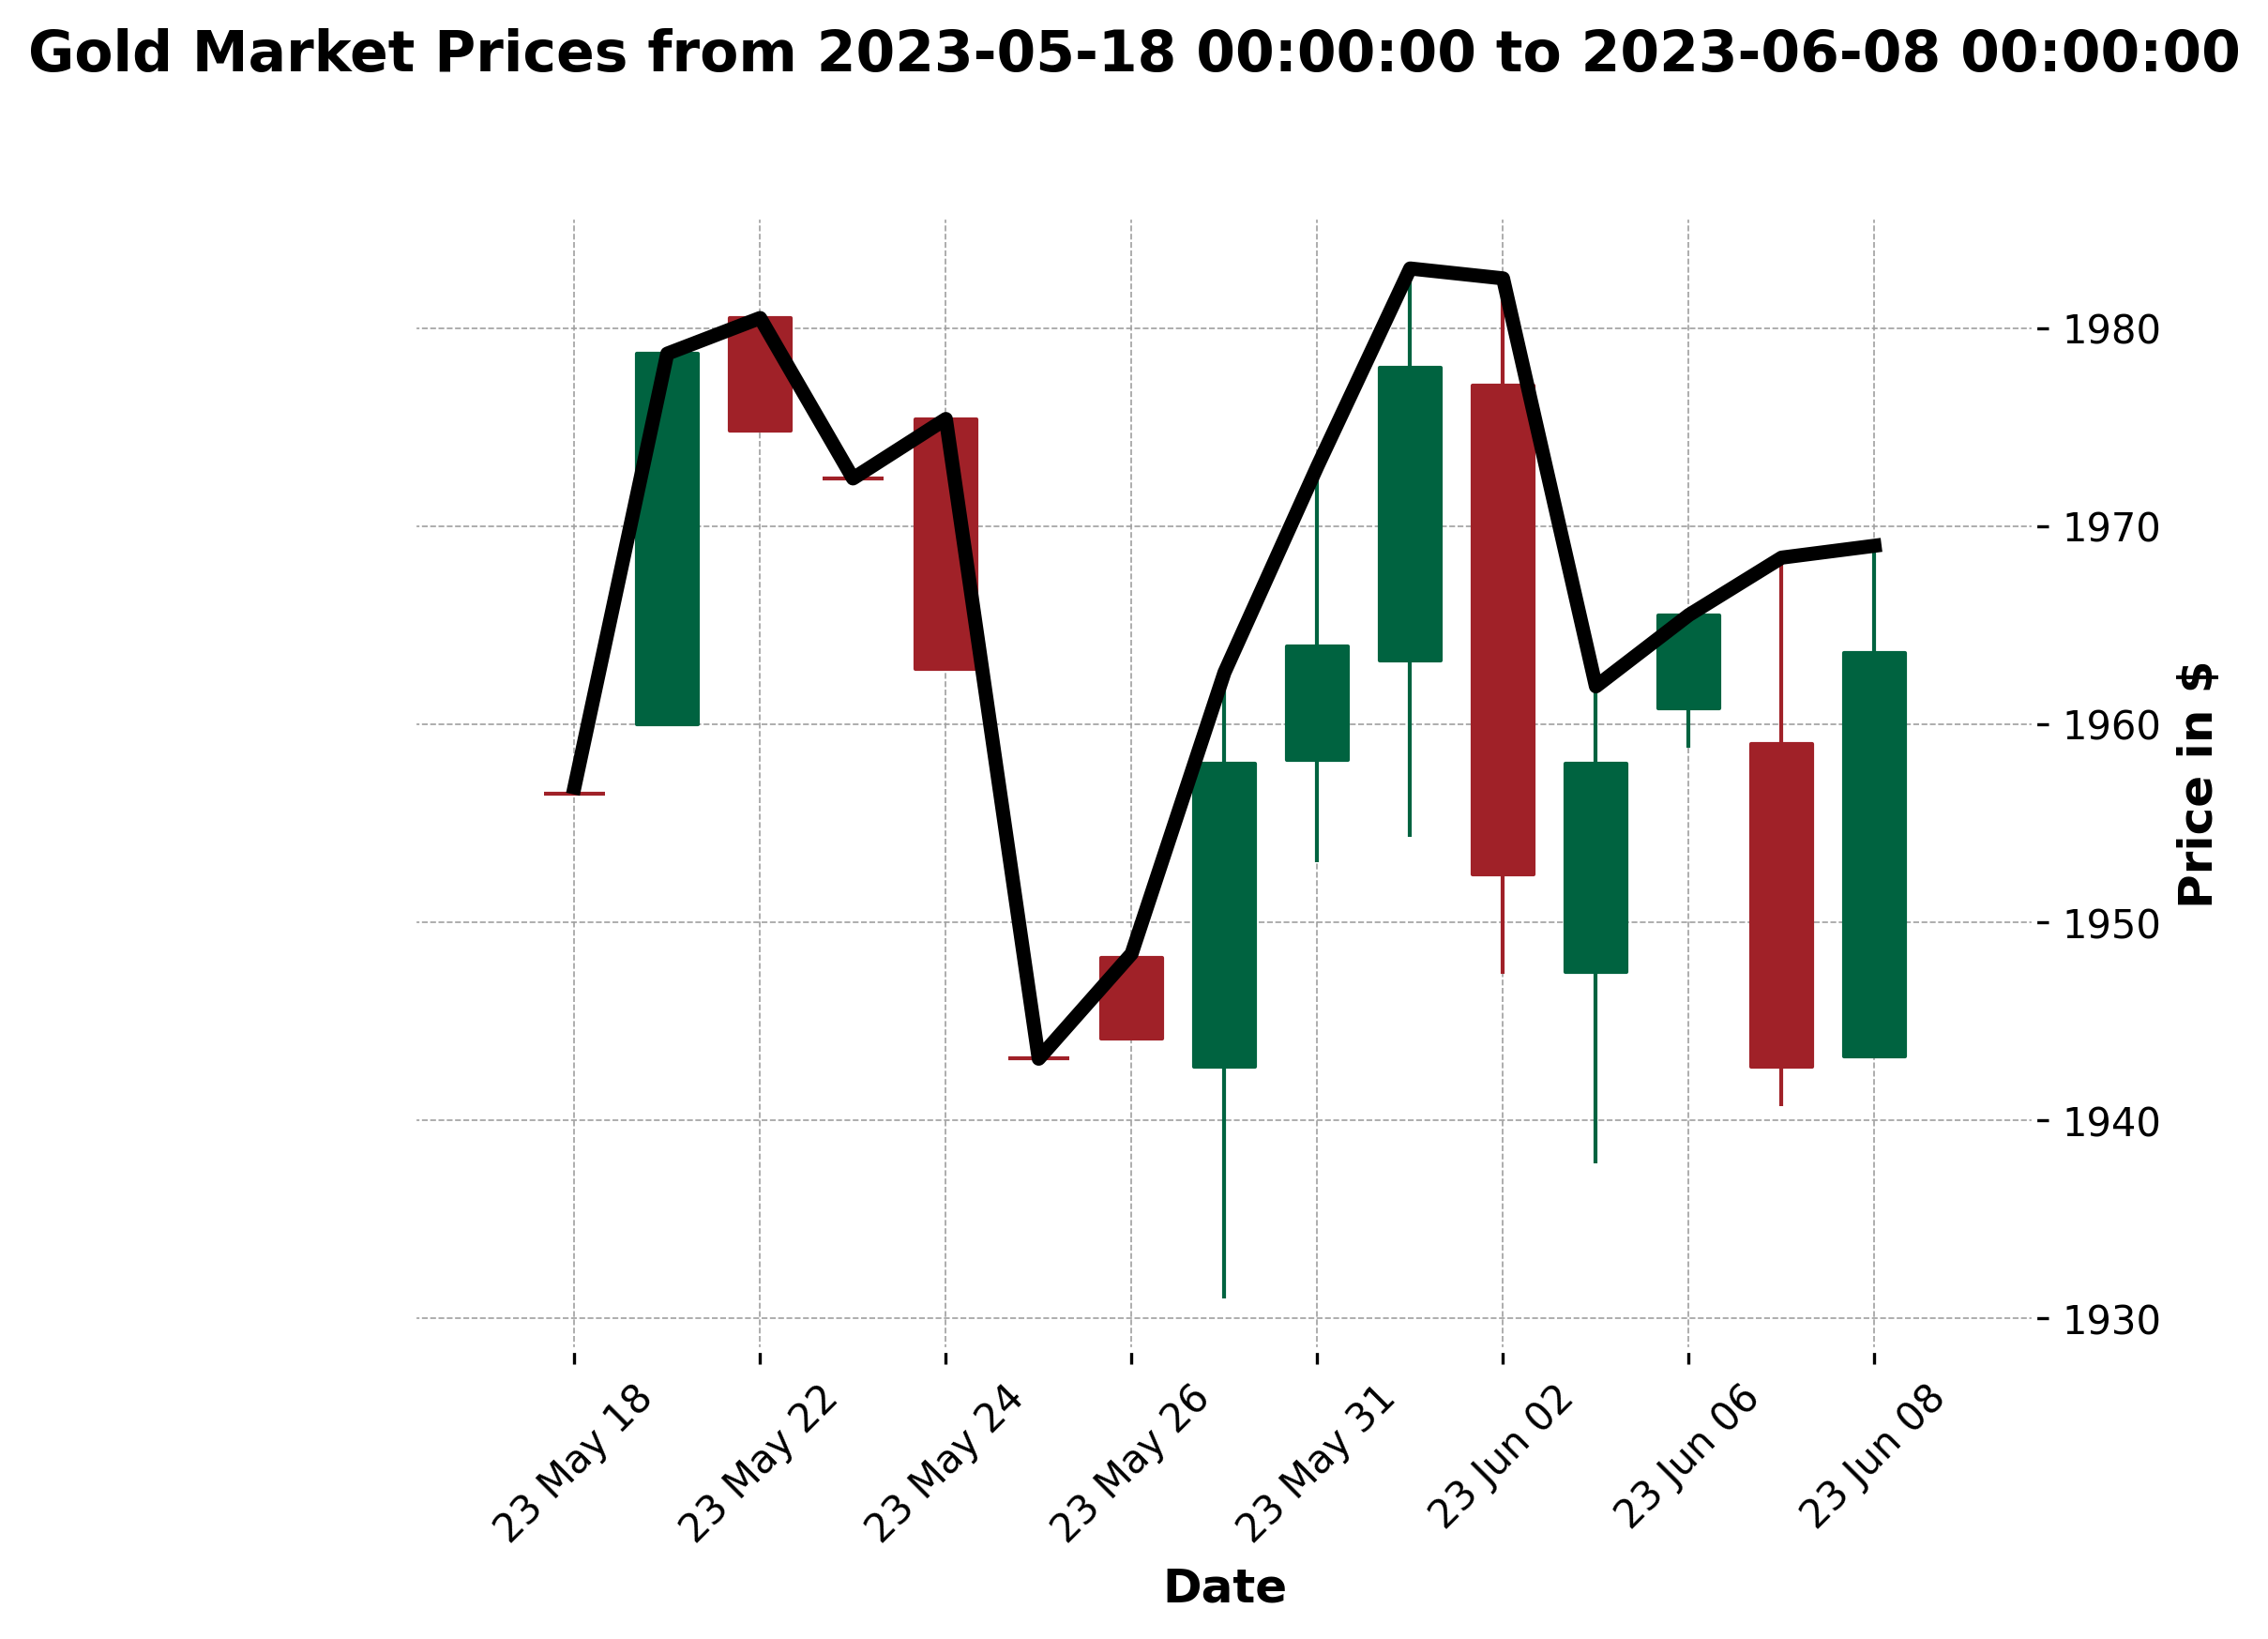 Gold Market Prices from 2023-05-18 00:00:00 to 2023-06-08 00:00:00
1980
1970
1960
1950
1940
1930
Price in $
23 May 18
23 May 22
23 May 24
23 May 26
23 May 31
23 Jun 02
23 Jun 06
23 Jun 08
Date